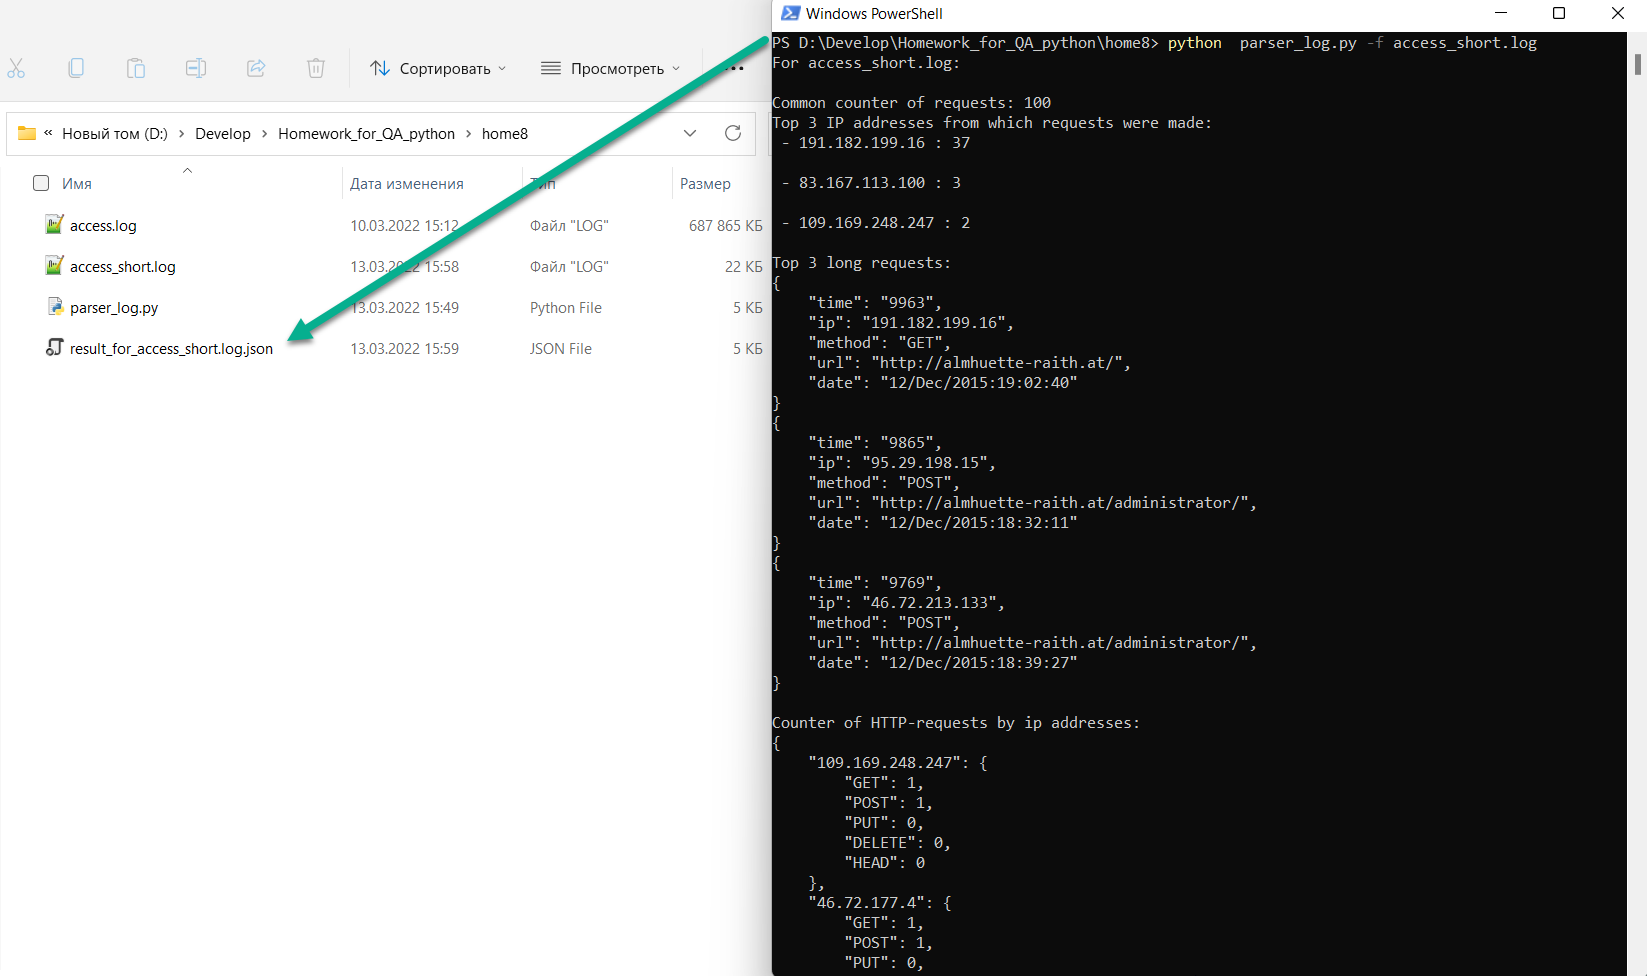 Сортировать
Просмотреть
Новый том (D:)
Develop
Homework_for_QA_python
home8
Имя
Дата изменения
Тип
Размер
access.log 10.03.2022 15:12 Файл "LOG" 687 865 КБ
access_short.log 13.03.2022 15:58 Файл "LOG" 22 КБ
parser_log.py 13.03.2022 15:49 Python File 5 КБ
result_for_access_short.log.json 13.03.2022 15:59 JSON File 5 КБ
Windows PowerShell
PS D:\Develop\Homework_for_QA_python\home8> python  parser_log.py -f access_short.log
For access_short.log:
Common counter of requests: 100
Top 3 IP addresses from which requests were made:
 - 191.182.199.16 : 37
 - 83.167.113.100 : 3
 - 109.169.248.247 : 2
Top 3 long requests:
{
    "time": "9963",
    "ip": "191.182.199.16",
    "method": "GET",
    "url": "http://almhuette-raith.at/",
    "date": "12/Dec/2015:19:02:40"
}
{
    "time": "9865",
    "ip": "95.29.198.15",
    "method": "POST",
    "url": "http://almhuette-raith.at/administrator/",
    "date": "12/Dec/2015:18:32:11"
}
{
    "time": "9769",
    "ip": "46.72.213.133",
    "method": "POST",
    "url": "http://almhuette-raith.at/administrator/",
    "date": "12/Dec/2015:18:39:27"
}
Counter of HTTP-requests by ip addresses:
{
    "109.169.248.247": {
        "GET": 1,
        "POST": 1,
        "PUT": 0,
        "DELETE": 0,
        "HEAD": 0
    },
    "46.72.177.4": {
        "GET": 1,
        "POST": 1,
        "PUT": 0,